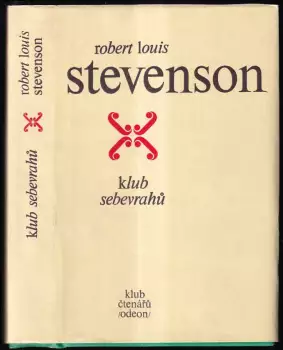 robert louis
stevenson
klub sebevrahů
robert louis
stevenson
klub
sebevrahů
klub
čtenářů
/odeon/